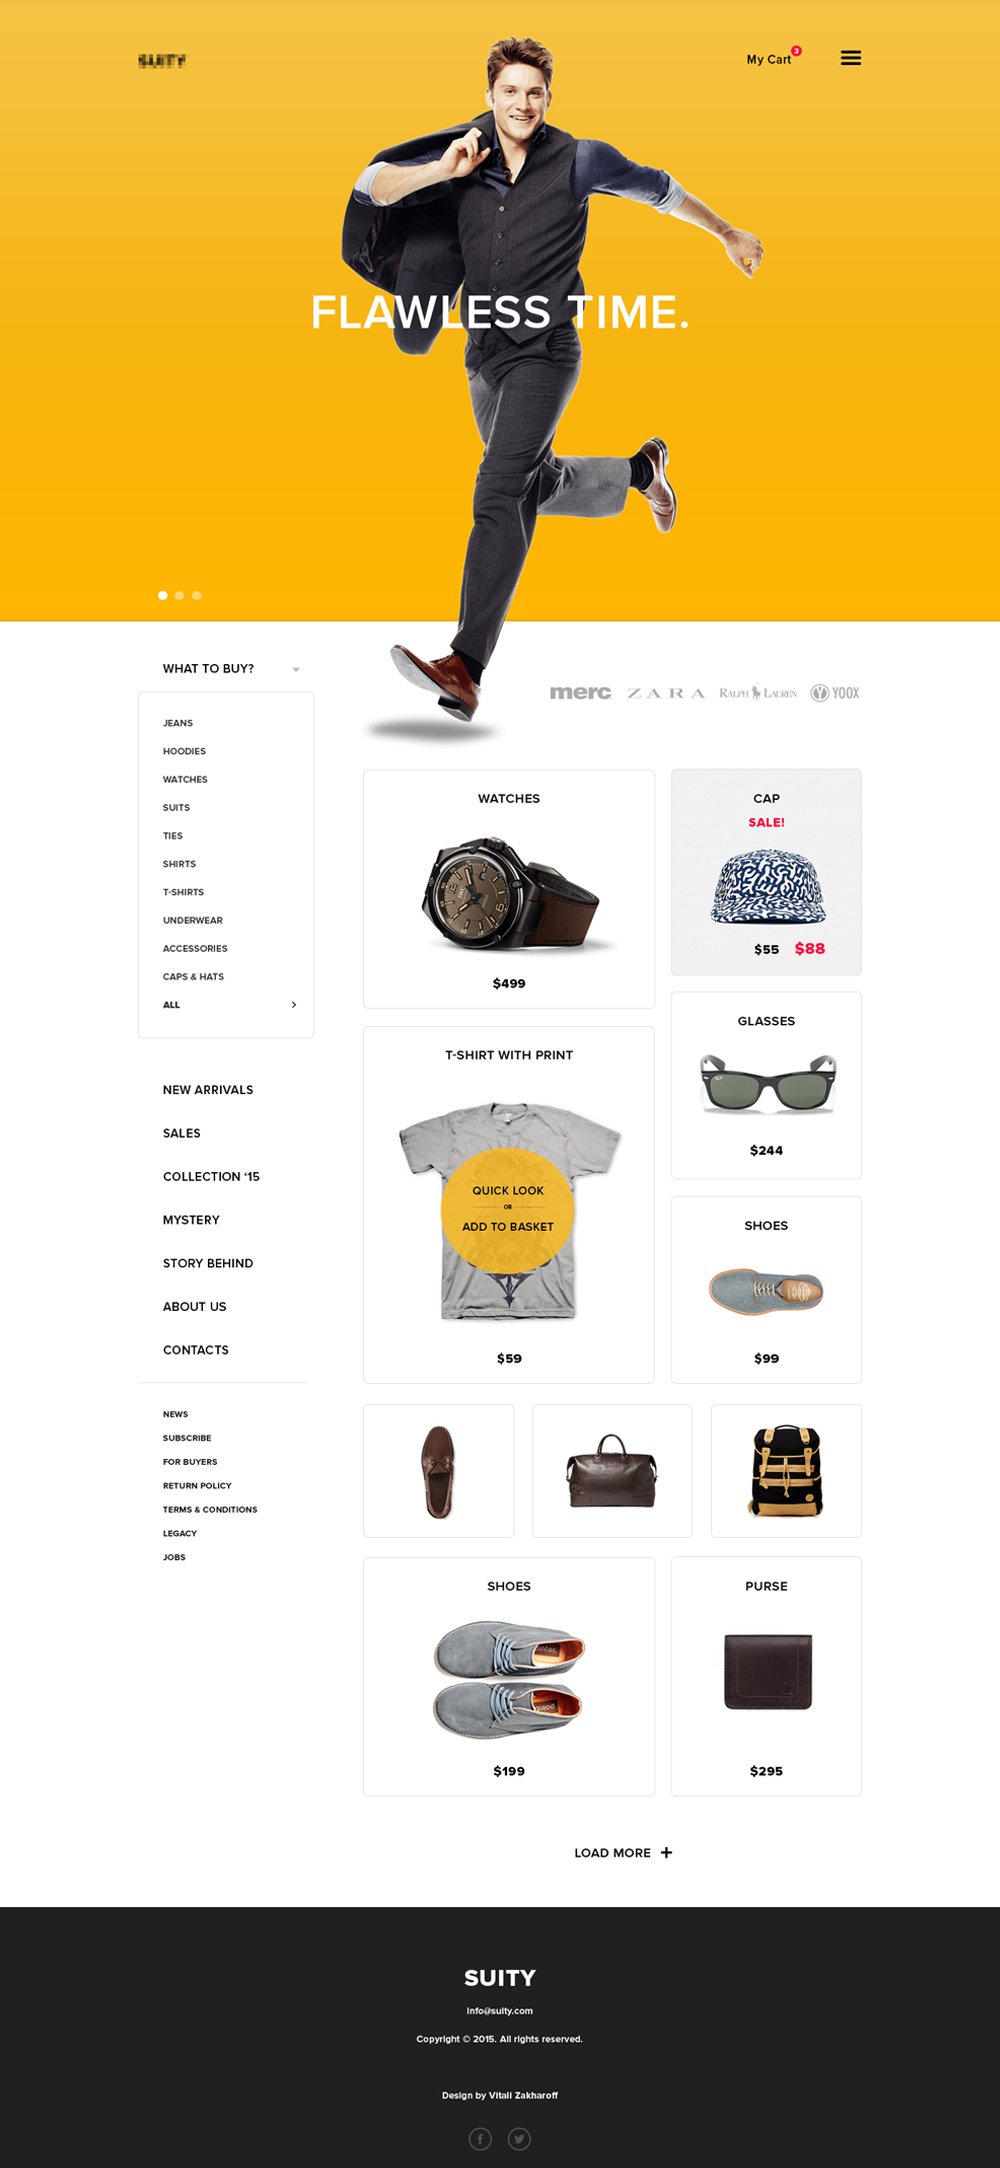 SUITY
My Cart 3
FLAWLESS TIME.
WHAT TO BUY?
JEANS
HOODIES
WATCHES
SUITS
TIES
SHIRTS
T-SHIRTS
UNDERWEAR
ACCESSORIES
CAPS & HATS
ALL
NEW ARRIVALS
SALES
COLLECTION ‘15
MYSTERY
STORY BEHIND
ABOUT US
CONTACTS
NEWS
SUBSCRIBE
FOR BUYERS
RETURN POLICY
TERMS & CONDITIONS
LEGACY
JOBS
merc ZARA RALPH LAUREN YOOX
WATCHES
$499
CAP
SALE!
$55 $88
T-SHIRT WITH PRINT
QUICK LOOK
OR
ADD TO BASKET
$59
GLASSES
$244
SHOES
$99
SHOES
$199
PURSE
$295
LOAD MORE +
SUITY
info@suity.com
Copyright © 2015. All rights reserved.
Design by Vitali Zakharoff